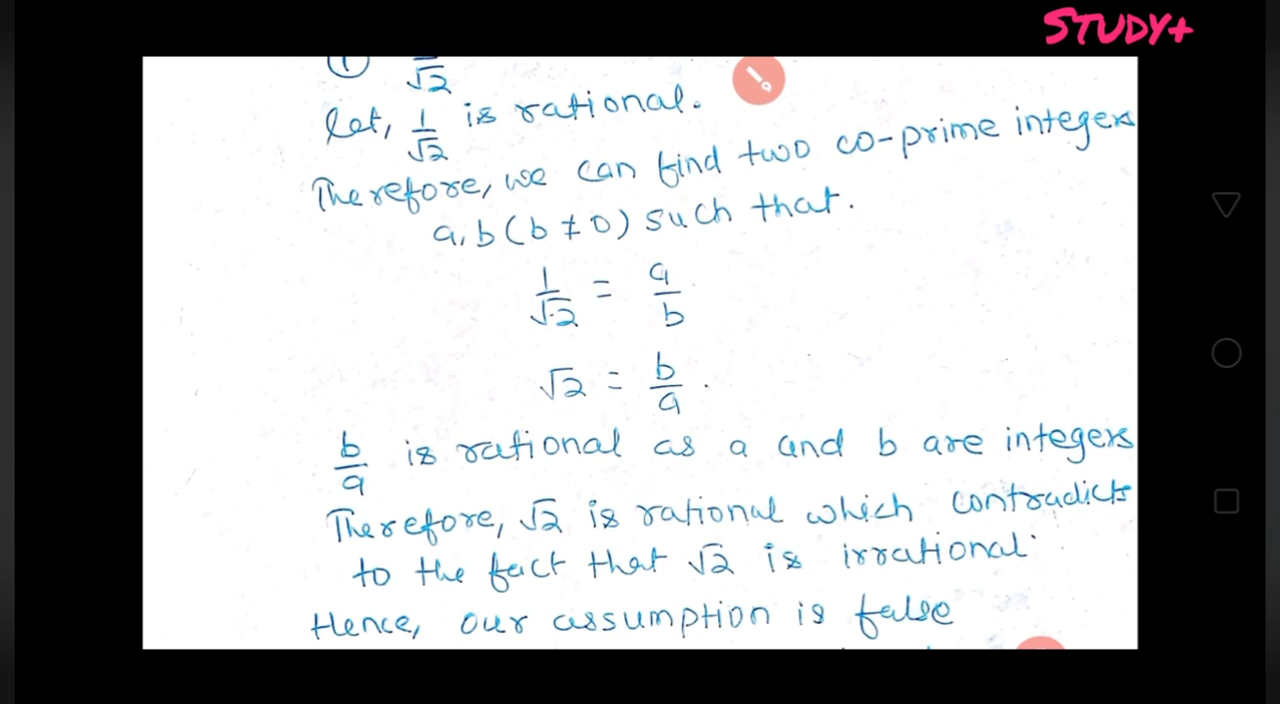 STUDY+
① 1/√2
let, 1/√2 is rational.
Therefore, we can find two co-prime integers
a, b (b ≠ 0) such that.
1/√2 = a/b
√2 = b/a.
b/a is rational as a and b are integers
Therefore, √2 is rational which contradicts
to the fact that √2 is irrational.
Hence, our assumption is false